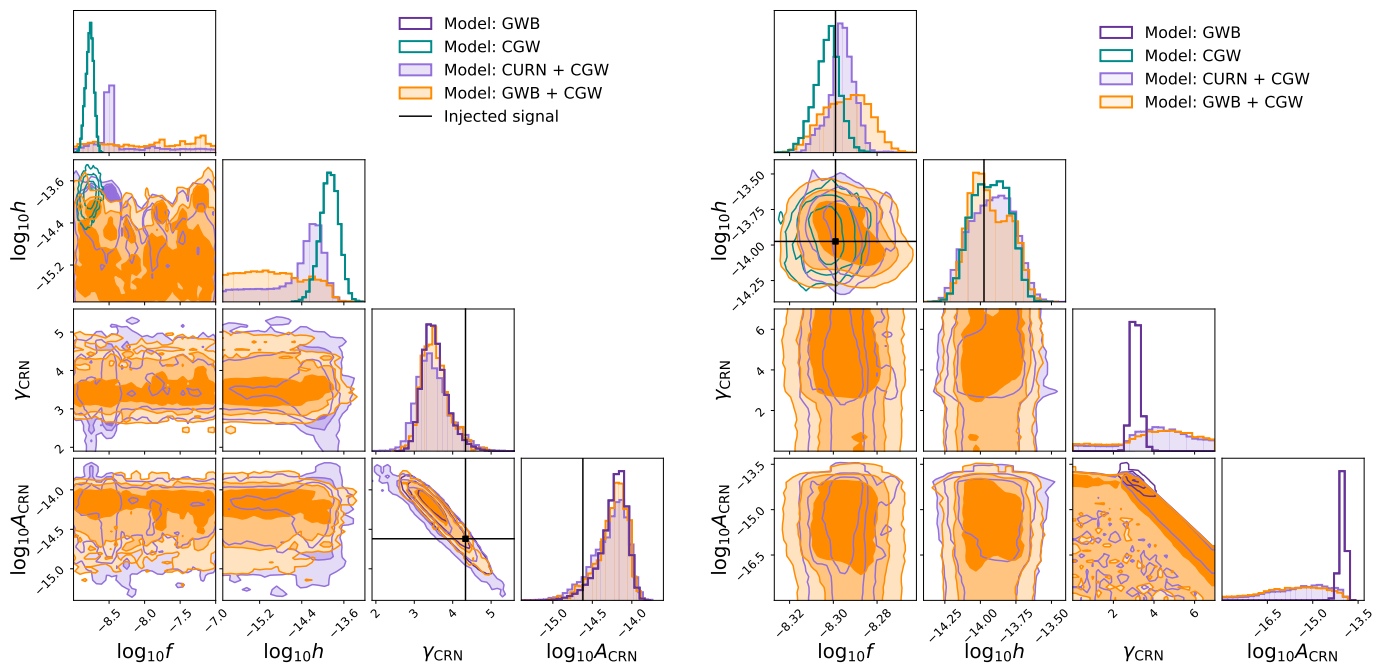 Model: GWB
Model: CGW
Model: CURN + CGW
Model: GWB + CGW
Injected signal
log₁₀h
−13.6
−14.4
−15.2
γCRN
5
4
3
2
log₁₀ACRN
−14.0
−14.5
−15.0
−8.5
−8.0
−7.5
−7.0
log₁₀f
−15.2
−14.4
−13.6
log₁₀h
2
3
4
5
γCRN
−15.0
−14.5
−14.0
log₁₀ACRN
Model: GWB
Model: CGW
Model: CURN + CGW
Model: GWB + CGW
log₁₀h
−13.50
−13.75
−14.00
−14.25
γCRN
6
4
2
log₁₀ACRN
−13.5
−15.0
−16.5
−8.32
−8.30
−8.28
log₁₀f
−14.25
−14.00
−13.75
−13.50
log₁₀h
2
4
6
γCRN
−16.5
−15.0
−13.5
log₁₀ACRN